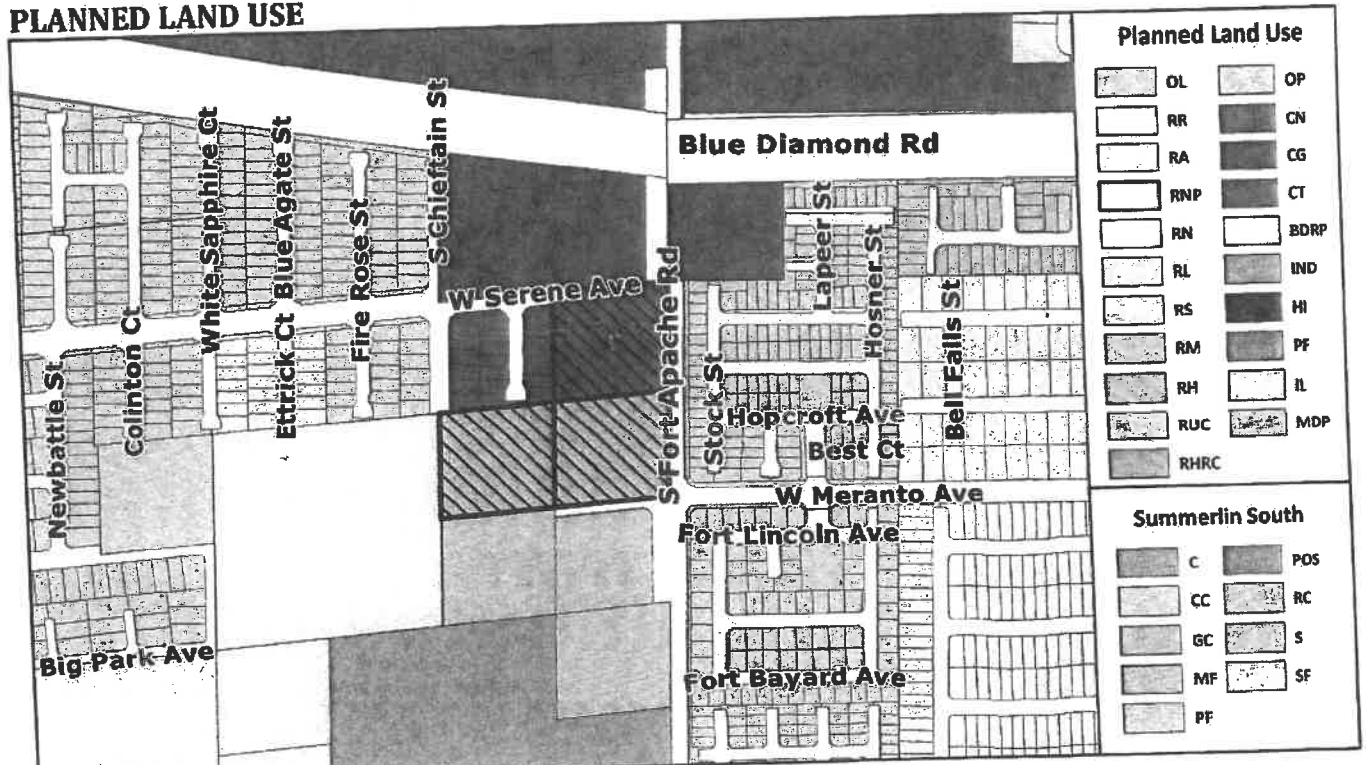 PLANNED LAND USE
Blue Diamond Rd
White Sapphire Ct
Blue Agate St
Fire Rose St
S Chieftain St
W Serene Ave
S Fort Apache Rd
Lapeer St
Hosner St
Bell Falls St
Stock St
Newbattle St
Colinton Ct
Ettrick Ct
Hopcroft Ave
Best Ct
W Meranto Ave
Fort Lincoln Ave
Big Park Ave
Fort Bayard Ave
Planned Land Use
OL
OP
RR
CN
RA
CG
RNP
CT
RN
BDRP
RL
IND
RS
HI
RM
PF
RH
IL
RUC
MDP
RHRC
Summerlin South
C
POS
CC
RC
GC
S
MF
SF
PF